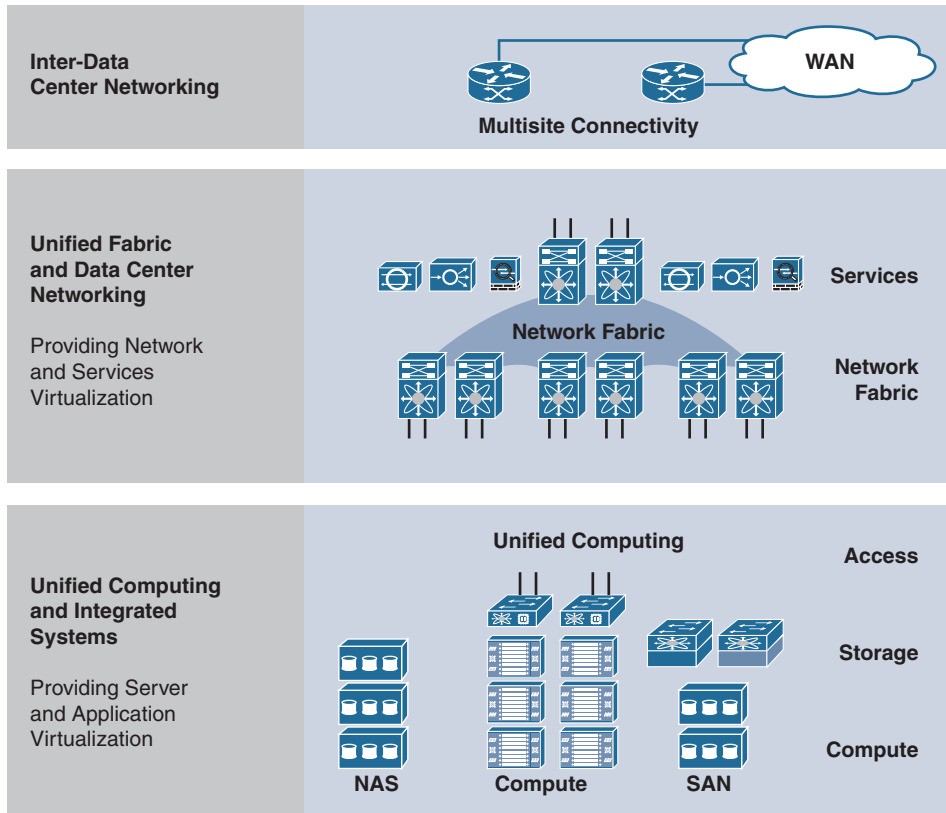 Inter-Data
Center Networking
WAN
Multisite Connectivity
Unified Fabric
and Data Center
Networking
Providing Network
and Services
Virtualization
Services
Network Fabric
Network
Fabric
Unified Computing
and Integrated
Systems
Providing Server
and Application
Virtualization
Unified Computing
Access
Storage
Compute
NAS
Compute
SAN